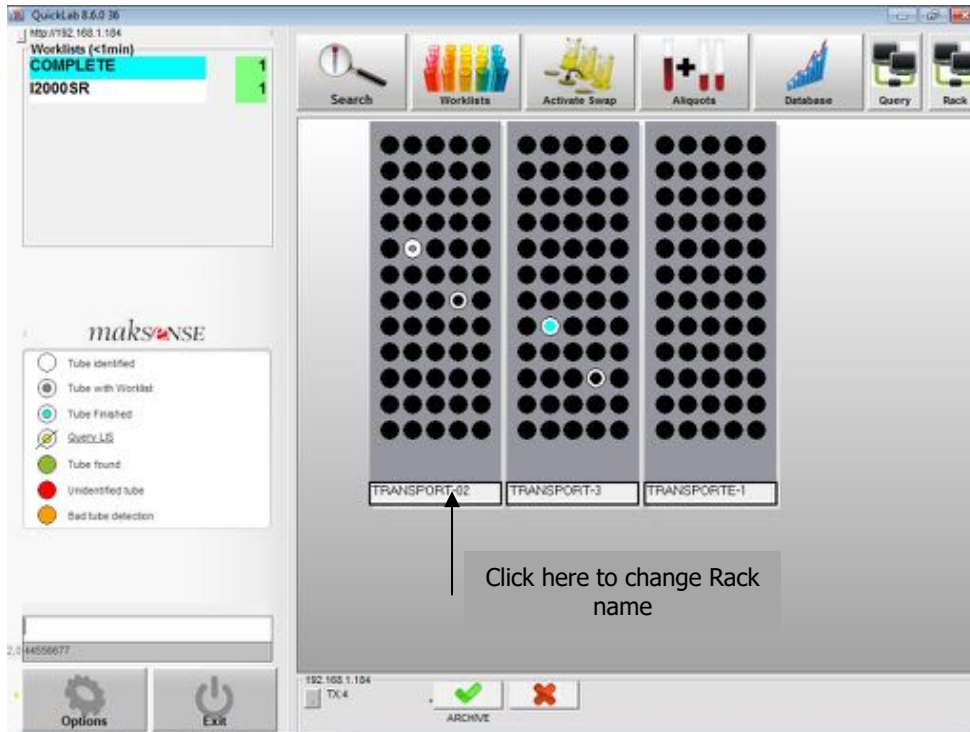 QuickLab 8.6.0 36
http://192.168.1.184
Worklists (<1min)
COMPLETE 1
I2000SR 1
Search
Worklists
Activate Swap
Aliquots
Database
Query
Rack
maksense
Tube identified
Tube with Worklist
Tube Finished
Query LIS
Tube found
Unidentified tube
Bad tube detection
TRANSPORT-02
TRANSPORT-3
TRANSPORTE-1
Click here to change Rack
name
44556677
Options
Exit
192.168.1.184
TX:4
ARCHIVE